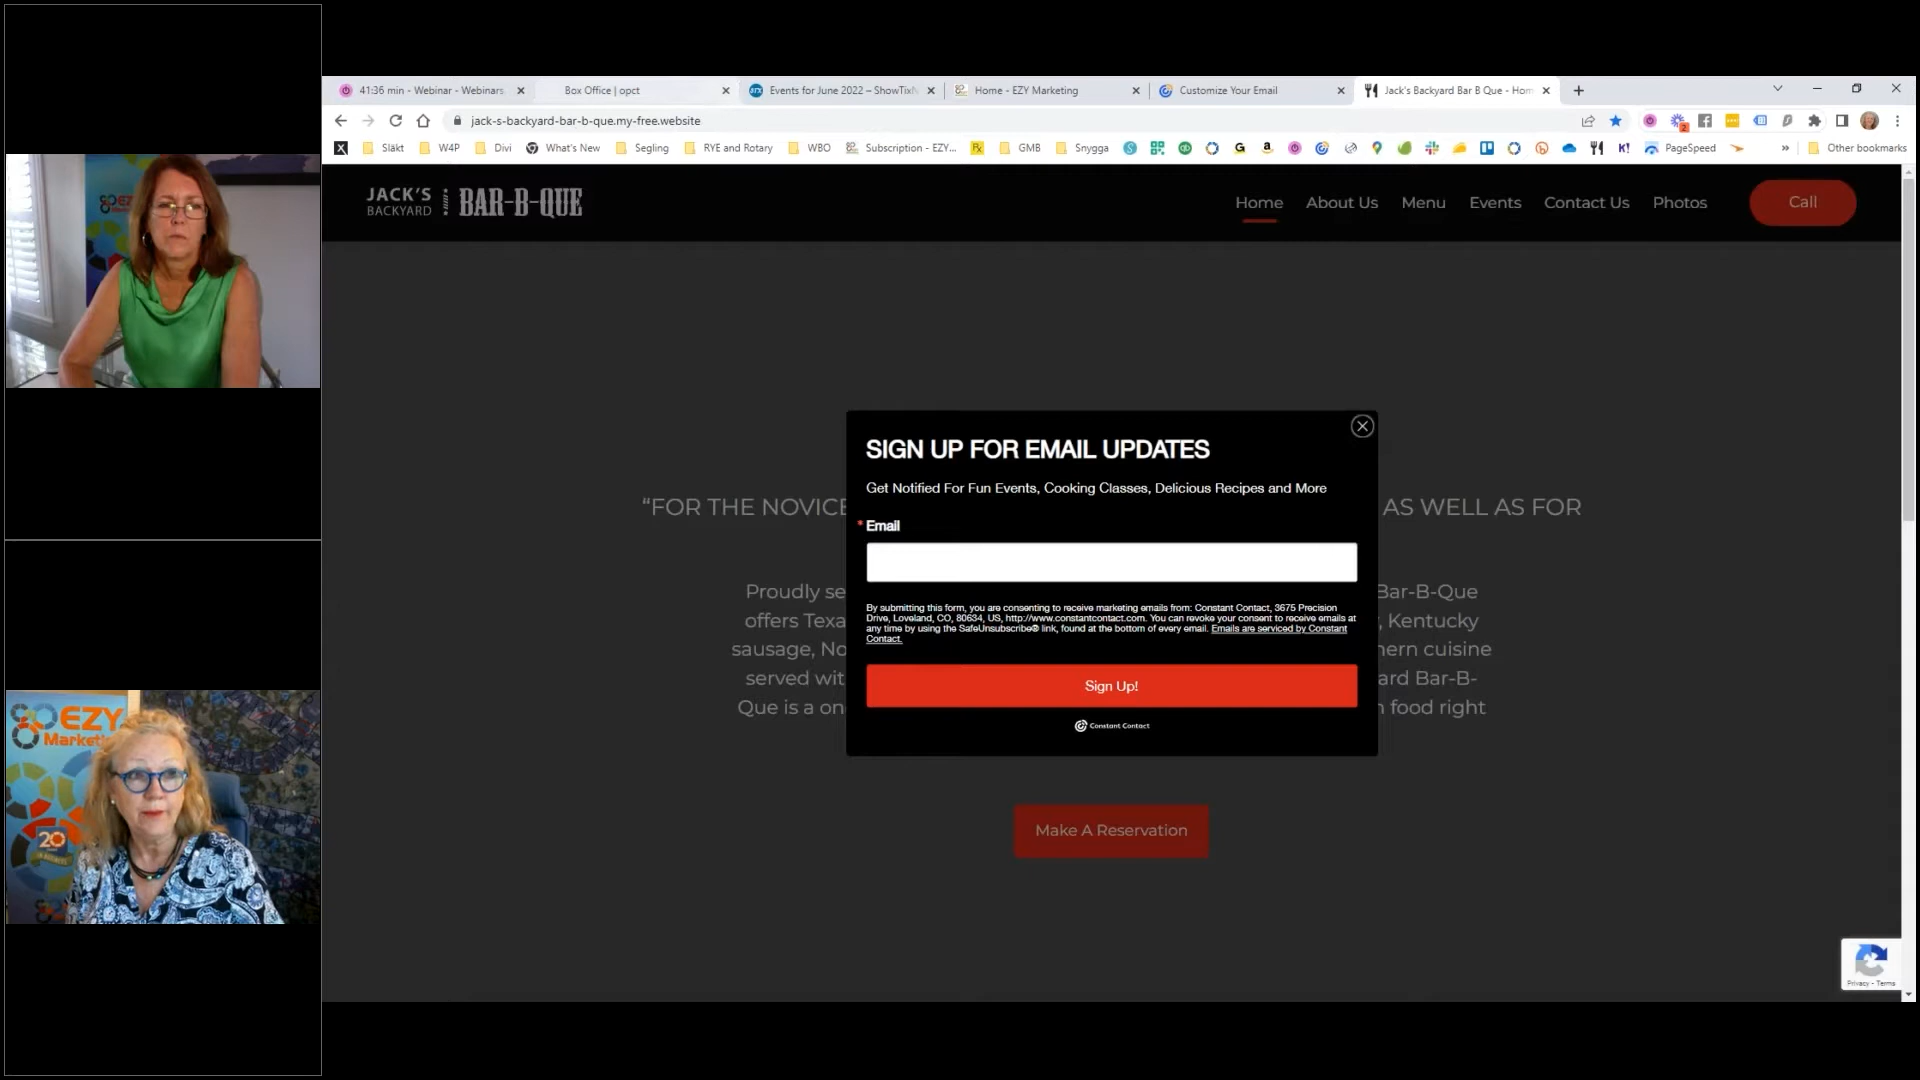 41:36 min - Webinar - Webinars
Box Office | opct
Events for June 2022 – ShowTix
Home - EZY Marketing
Customize Your Email
Jack's Backyard Bar B Que - Hom
jack-s-backyard-bar-b-que.my-free.website
Släkt
W4P
Divi
What's New
Segling
RYE and Rotary
WBO
Subscription - EZY...
GMB
Snygga
PageSpeed
»
Other bookmarks
JACK'S
BACKYARD
BAR-B-QUE
Home
About Us
Menu
Events
Contact Us
Photos
Call
SIGN UP FOR EMAIL UPDATES
Get Notified For Fun Events, Cooking Classes, Delicious Recipes and More
* Email
By submitting this form, you are consenting to receive marketing emails from: Constant Contact, 3675 Precision
Drive, Loveland, CO, 80634, US, http://www.constantcontact.com. You can revoke your consent to receive emails at
any time by using the SafeUnsubscribe® link, found at the bottom of every email. Emails are serviced by Constant
Contact.
Sign Up!
Constant Contact
“FOR THE NOVICE AS WELL AS FOR
Proudly se Bar-B-Que
offers Texa , Kentucky
sausage, No ern cuisine
served wit ard Bar-B-
Que is a on food right
Make A Reservation
Privacy - Terms
EZY
Marketing
20